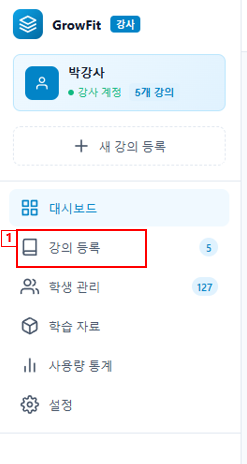 GrowFit 강사
박강사
강사 계정 5개 강의
새 강의 등록
대시보드
1 강의 등록 5
학생 관리 127
학습 자료
사용량 통계
설정